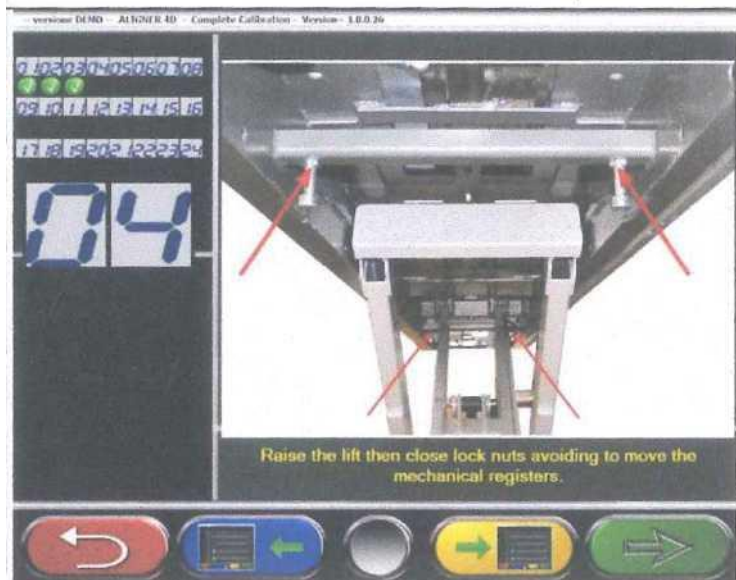 -- versione DEMO -- ALIGNER 4D - Complete Calibration - Version - 1.0.0.26
01 02 03 04 05 06 07 08
09 10 11 12 13 14 15 16
17 18 19 20 21 22 23 24
04
Raise the lift then close lock nuts avoiding to move the
mechanical registers.